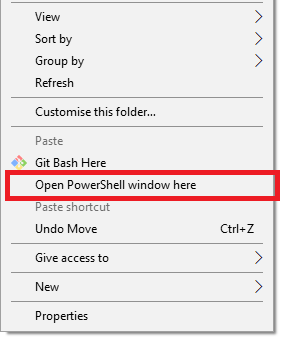 View
Sort by
Group by
Refresh
Customise this folder...
Paste
Git Bash Here
Open PowerShell window here
Paste shortcut
Undo Move Ctrl+Z
Give access to
New
Properties